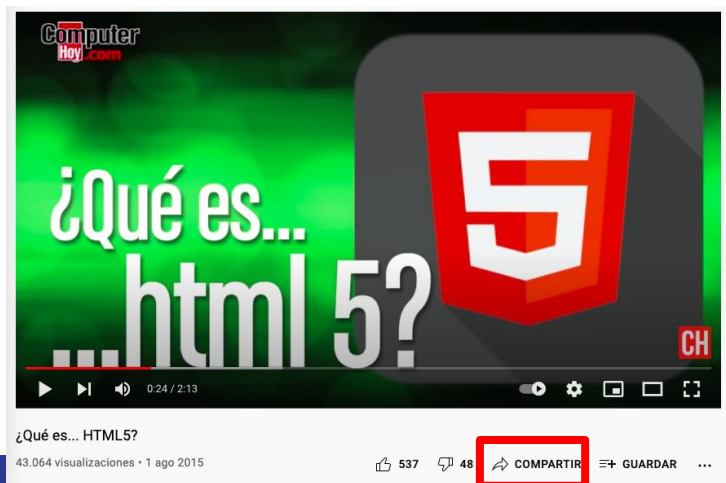 Computer
Hoy.com
¿Qué es...
...html 5?
5
CH
0:24 / 2:13
¿Qué es... HTML5?
43.064 visualizaciones • 1 ago 2015
537 48 COMPARTIR GUARDAR ...